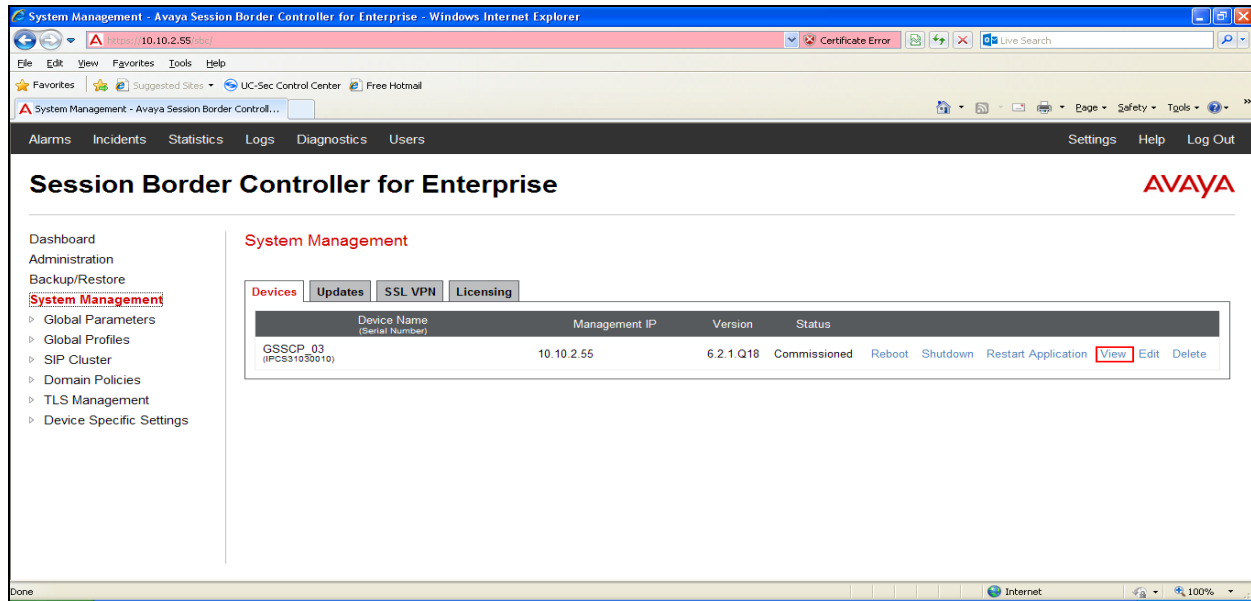 System Management - Avaya Session Border Controller for Enterprise - Windows Internet Explorer
https://10.10.2.55/sbc/ Certificate Error Live Search
File Edit View Favorites Tools Help
Favorites Suggested Sites UC-Sec Control Center Free Hotmail
System Management - Avaya Session Border Controll... Page Safety Tools
Alarms Incidents Statistics Logs Diagnostics Users Settings Help Log Out
Session Border Controller for Enterprise AVAYA
Dashboard
Administration
Backup/Restore
System Management
Global Parameters
Global Profiles
SIP Cluster
Domain Policies
TLS Management
Device Specific Settings
System Management
Devices Updates SSL VPN Licensing
Device Name Management IP Version Status
(Serial Number)
GSSCP_03 10.10.2.55 6.2.1.Q18 Commissioned Reboot Shutdown Restart Application View Edit Delete
(IPCS31030010)
Done Internet 100%